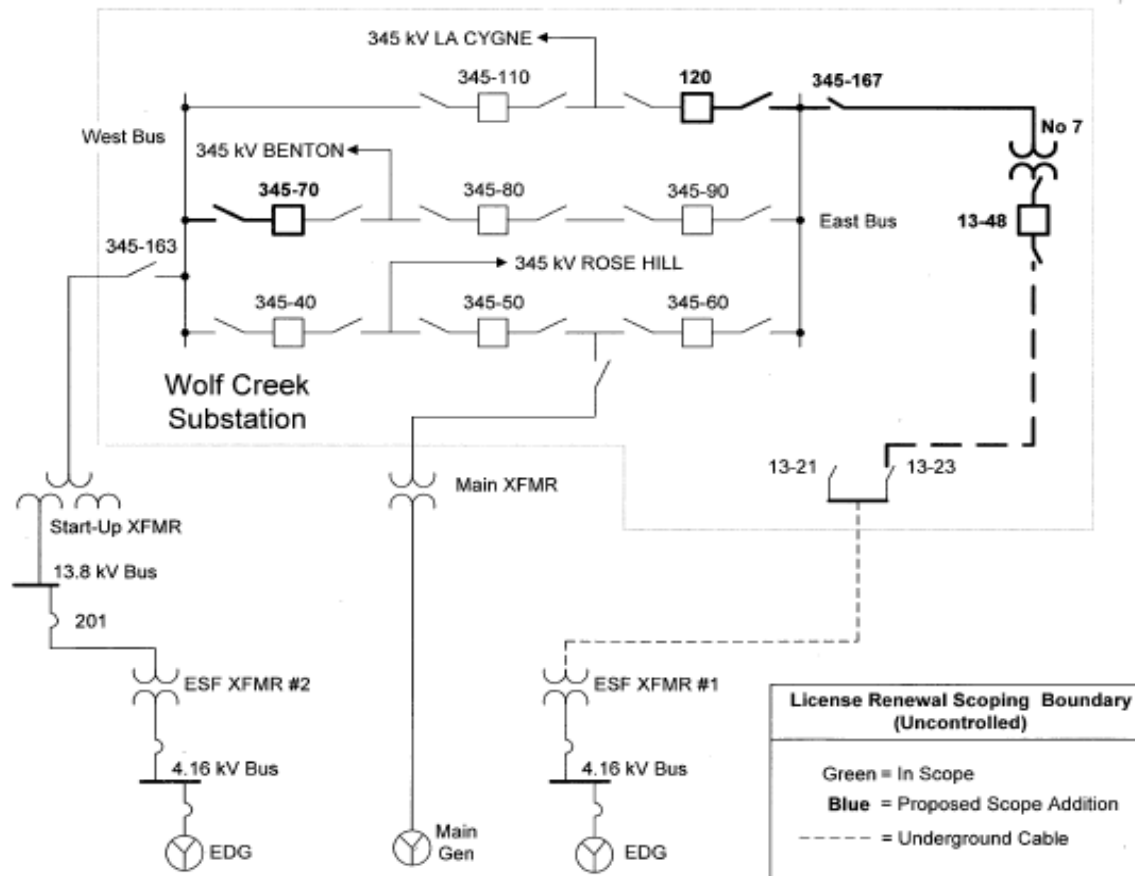 345 kV LA CYGNE
345-110
120
345-167
No 7
West Bus
345 kV BENTON
345-70
345-80
345-90
East Bus
13-48
345-163
345 kV ROSE HILL
345-40
345-50
345-60
Wolf Creek
Substation
13-21
13-23
Main XFMR
Start-Up XFMR
13.8 kV Bus
201
ESF XFMR #2
ESF XFMR #1
4.16 kV Bus
4.16 kV Bus
EDG
Main
Gen
EDG
License Renewal Scoping Boundary
(Uncontrolled)
Green = In Scope
Blue = Proposed Scope Addition
= Underground Cable